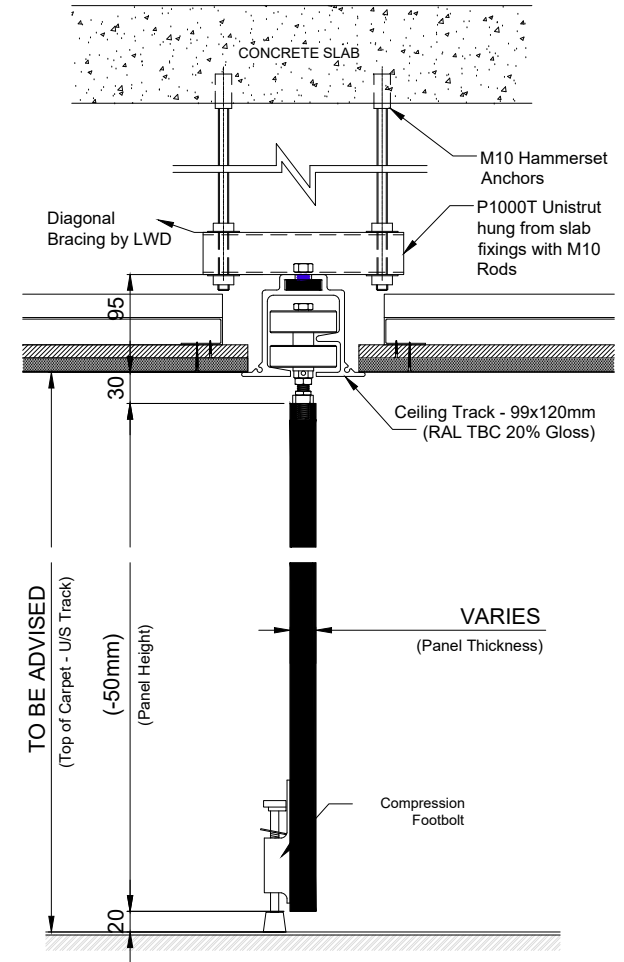 CONCRETE SLAB
M10 Hammerset
Anchors
Diagonal
Bracing by LWD
P1000T Unistrut
hung from slab
fixings with M10
Rods
95
30
Ceiling Track - 99x120mm
(RAL TBC 20% Gloss)
TO BE ADVISED
(Top of Carpet - U/S Track)
(-50mm)
(Panel Height)
VARIES
(Panel Thickness)
Compression
Footbolt
20